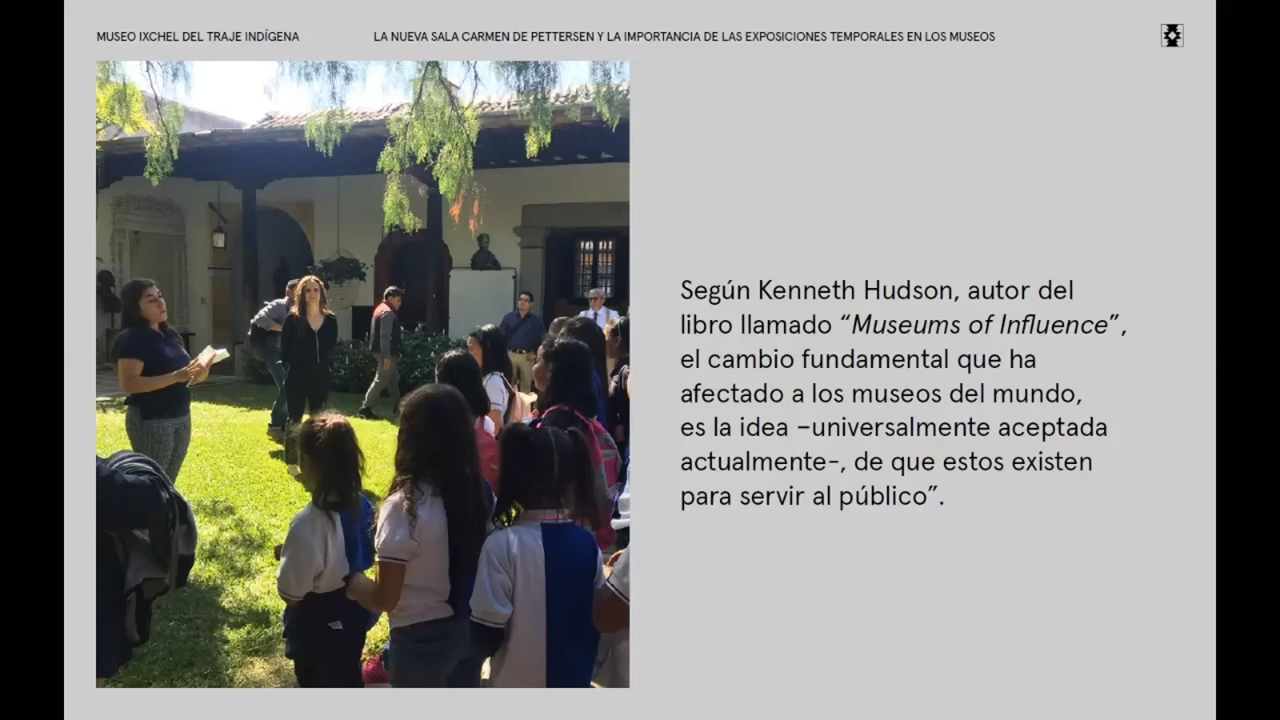 MUSEO IXCHEL DEL TRAJE INDÍGENA
LA NUEVA SALA CARMEN DE PETTERSEN Y LA IMPORTANCIA DE LAS EXPOSICIONES TEMPORALES EN LOS MUSEOS
Según Kenneth Hudson, autor del
libro llamado “Museums of Influence”,
el cambio fundamental que ha
afectado a los museos del mundo,
es la idea –universalmente aceptada
actualmente-, de que estos existen
para servir al público”.